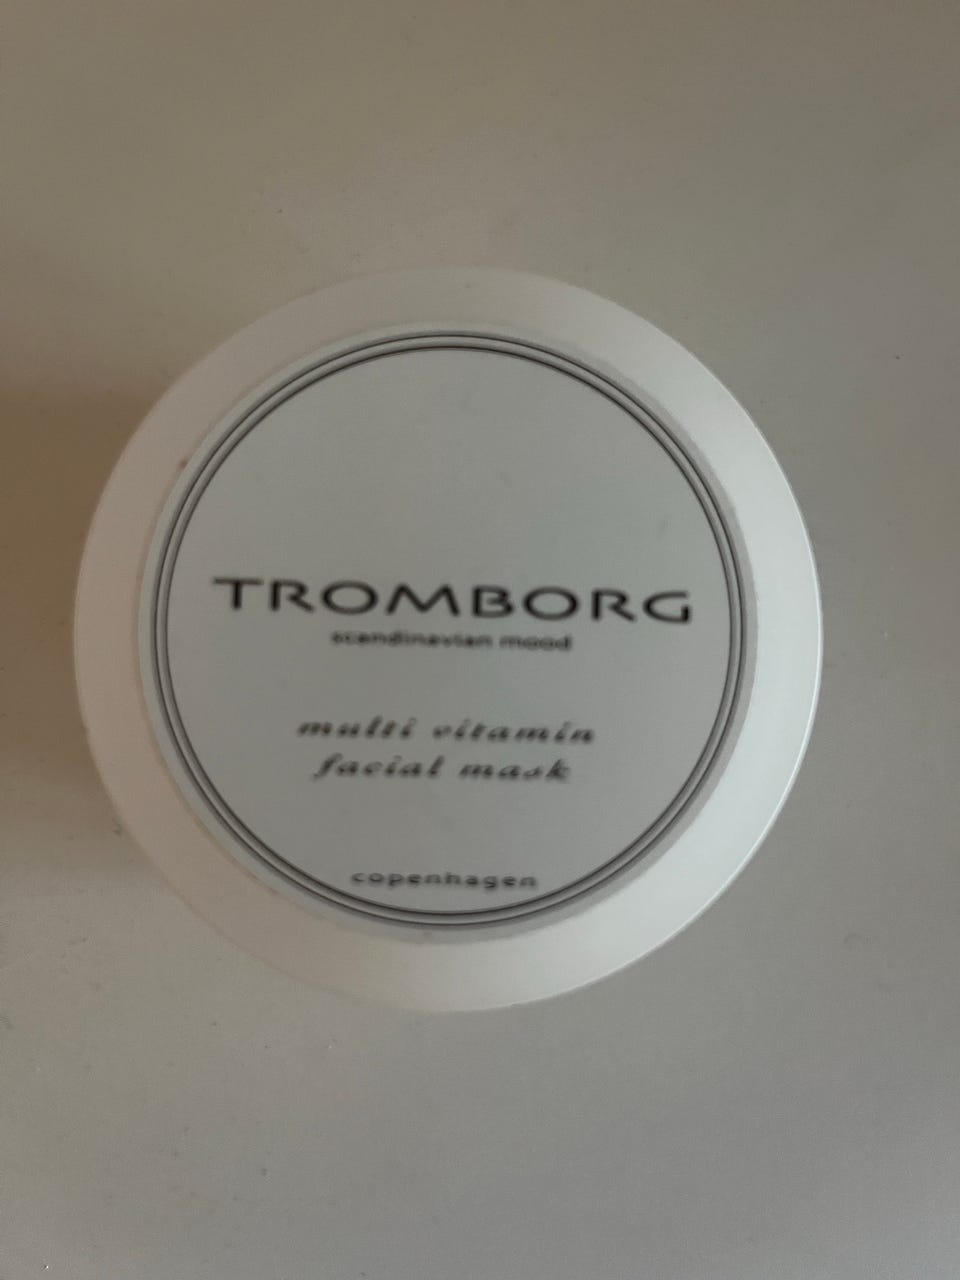 TROMBORG
scandinavian mood
multi vitamin
facial mask
copenhagen